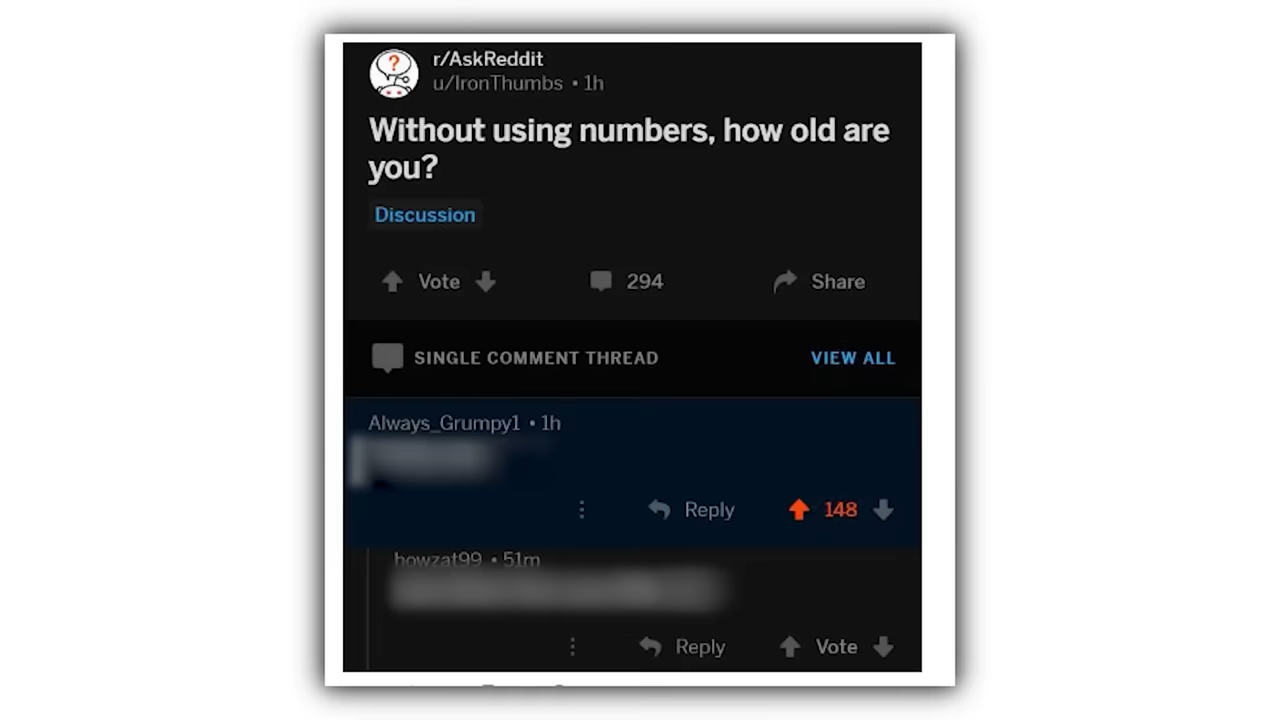 r/AskReddit
u/IronThumbs • 1h
Without using numbers, how old are
you?
Discussion
Vote 294 Share
SINGLE COMMENT THREAD VIEW ALL
Always_Grumpy1 • 1h
Reply 148
howzat99 • 51m
Reply Vote